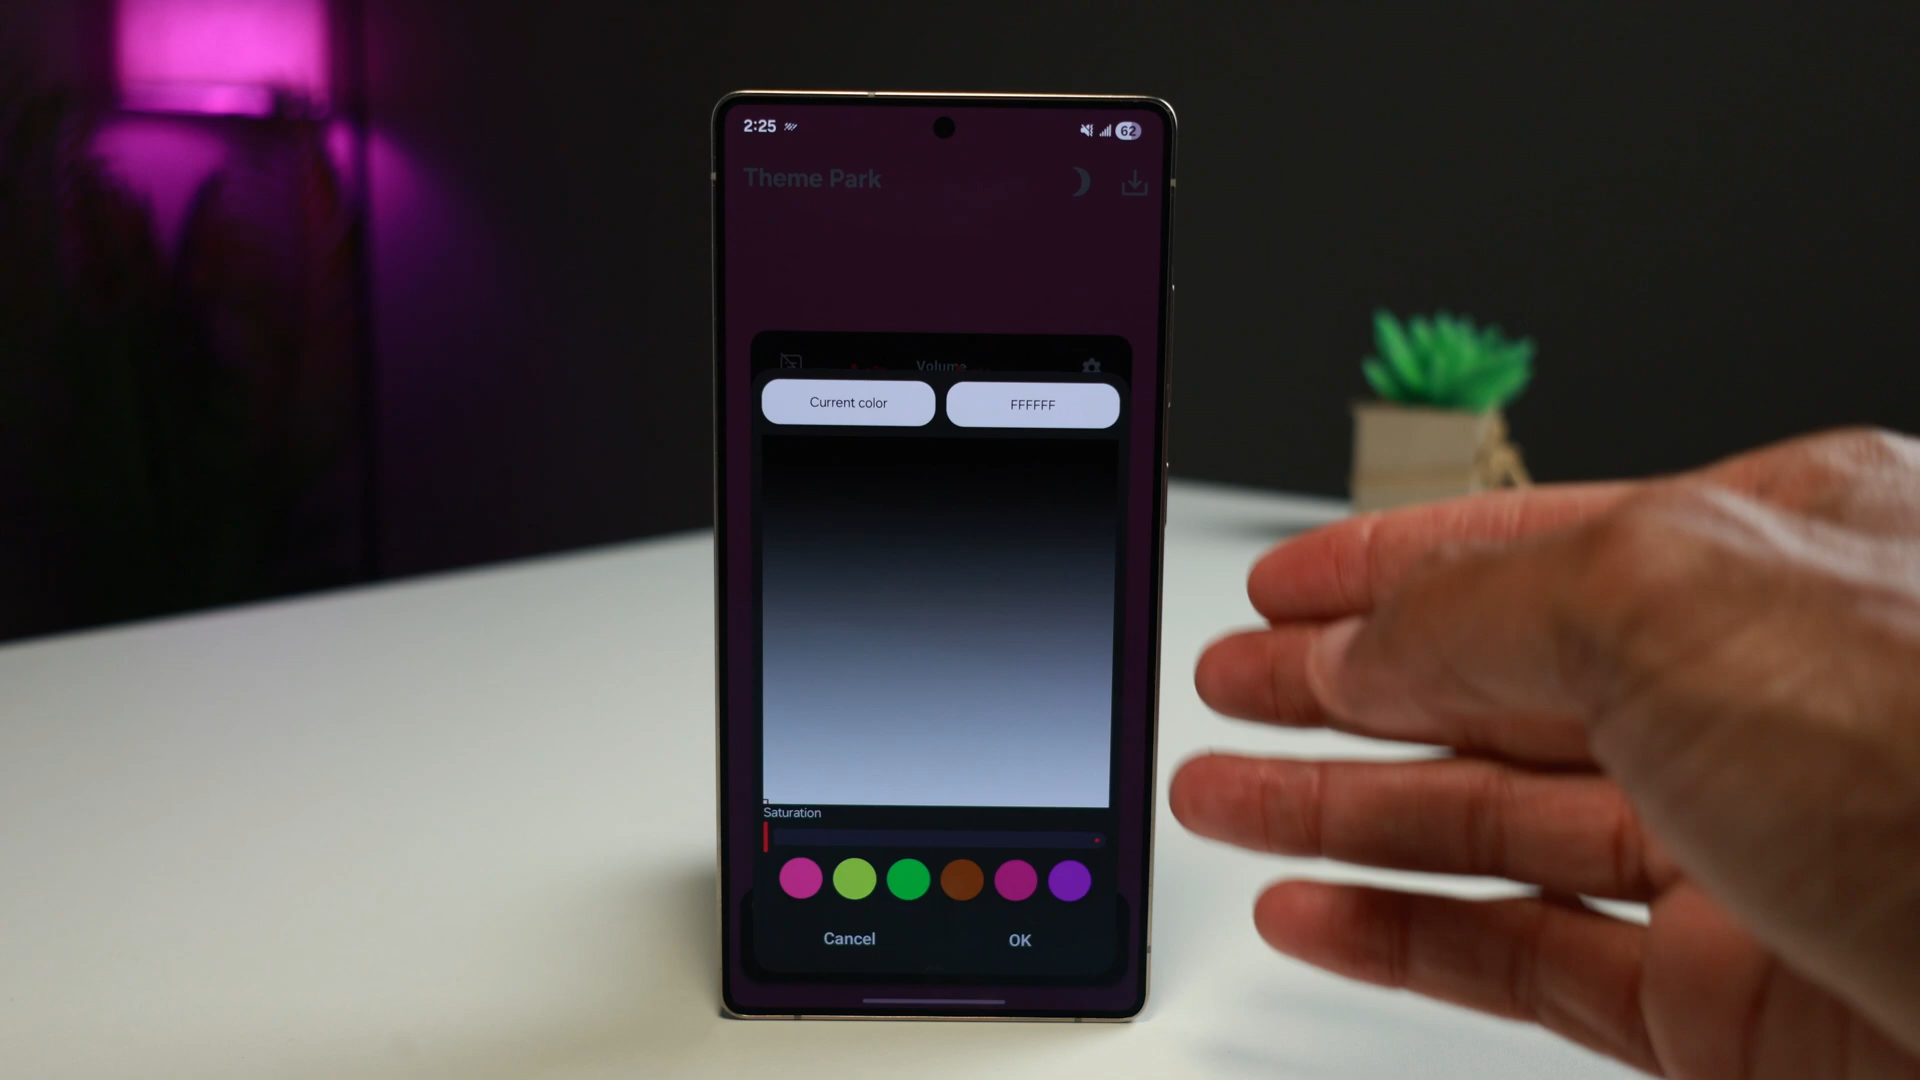 2:25
62
Theme Park
Volume
Current color
FFFFFF
Saturation
Cancel
OK